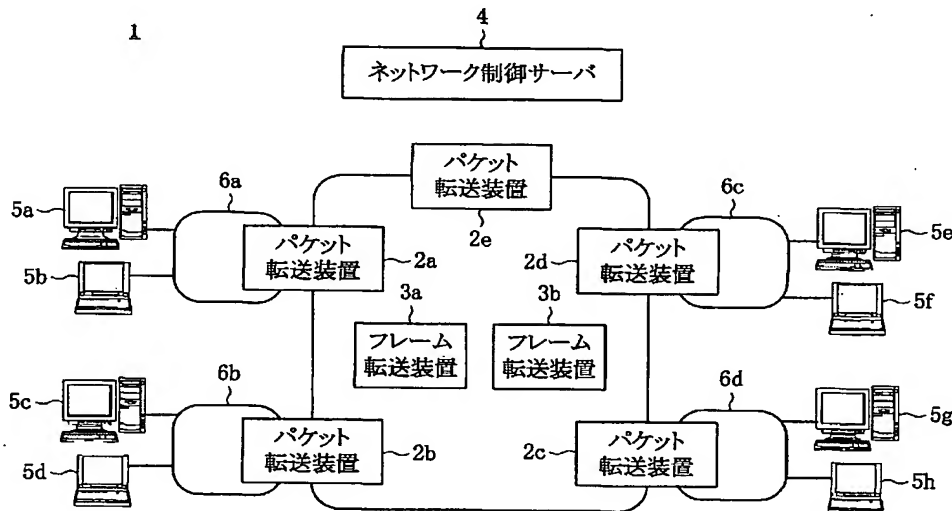 1
4
ネットワーク制御サーバ
パケット
転送装置
2e
6a
6c
5a
5e
パケット
転送装置
2a
パケット
転送装置
2d
5b
5f
3a
3b
フレーム
転送装置
フレーム
転送装置
5c
6b
6d
5g
パケット
転送装置
2b
パケット
転送装置
2c
5d
5h